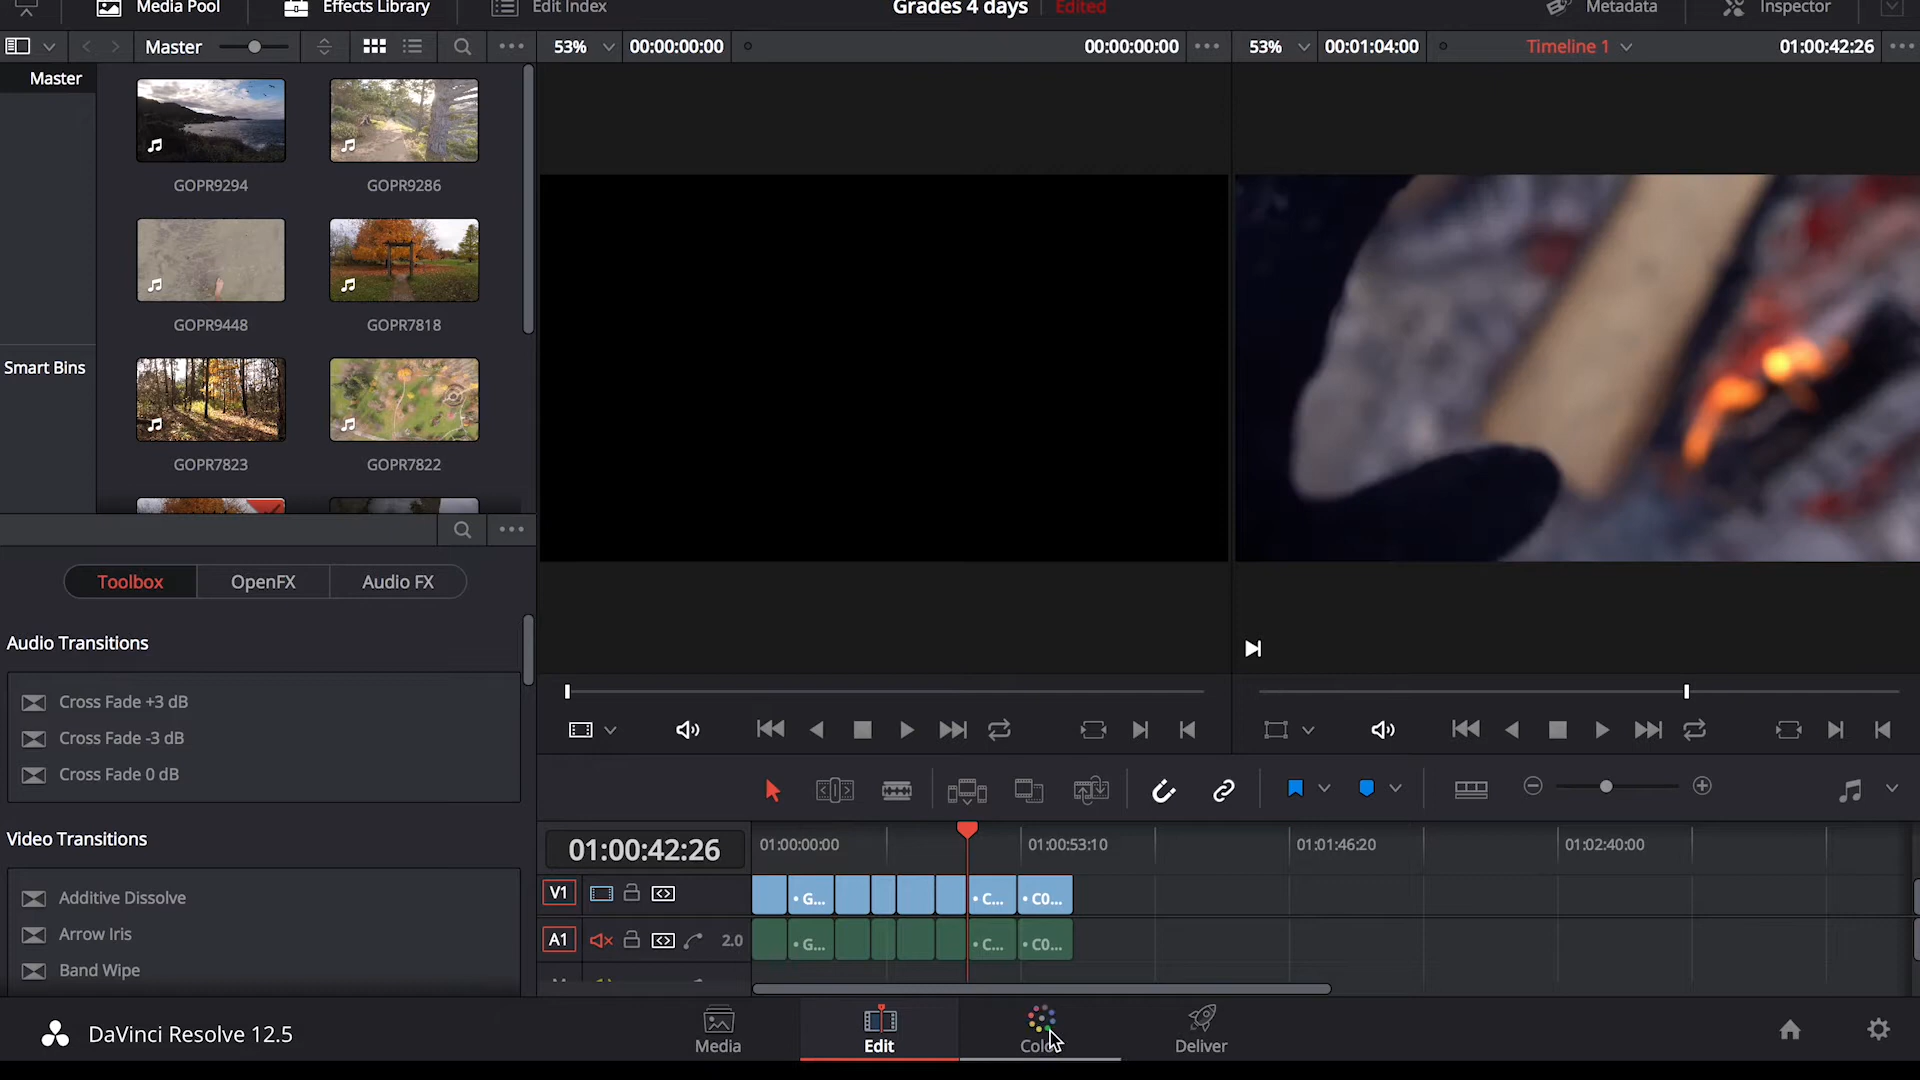 Media Pool Effects Library Edit Index Grades 4 days Edited Metadata Inspector
Master 53% 00:00:00:00 00:00:00:00 53% 00:01:04:00 Timeline 1 01:00:42:26
Master
GOPR9294 GOPR9286
GOPR9448 GOPR7818
Smart Bins
GOPR7823 GOPR7822
Toolbox OpenFX Audio FX
Audio Transitions
Cross Fade +3 dB
Cross Fade -3 dB
Cross Fade 0 dB
Video Transitions
Additive Dissolve
Arrow Iris
Band Wipe
01:00:42:26 01:00:00:00 01:00:53:10 01:01:46:20 01:02:40:00
V1 G... C... C0...
A1 2.0 G... C... C0...
DaVinci Resolve 12.5 Media Edit Color Deliver